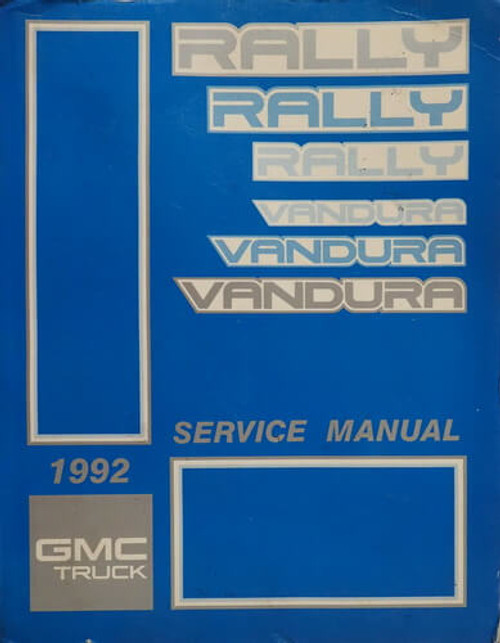 RALLY
RALLY
RALLY
VANDURA
VANDURA
VANDURA
SERVICE MANUAL
1992
GMC
TRUCK